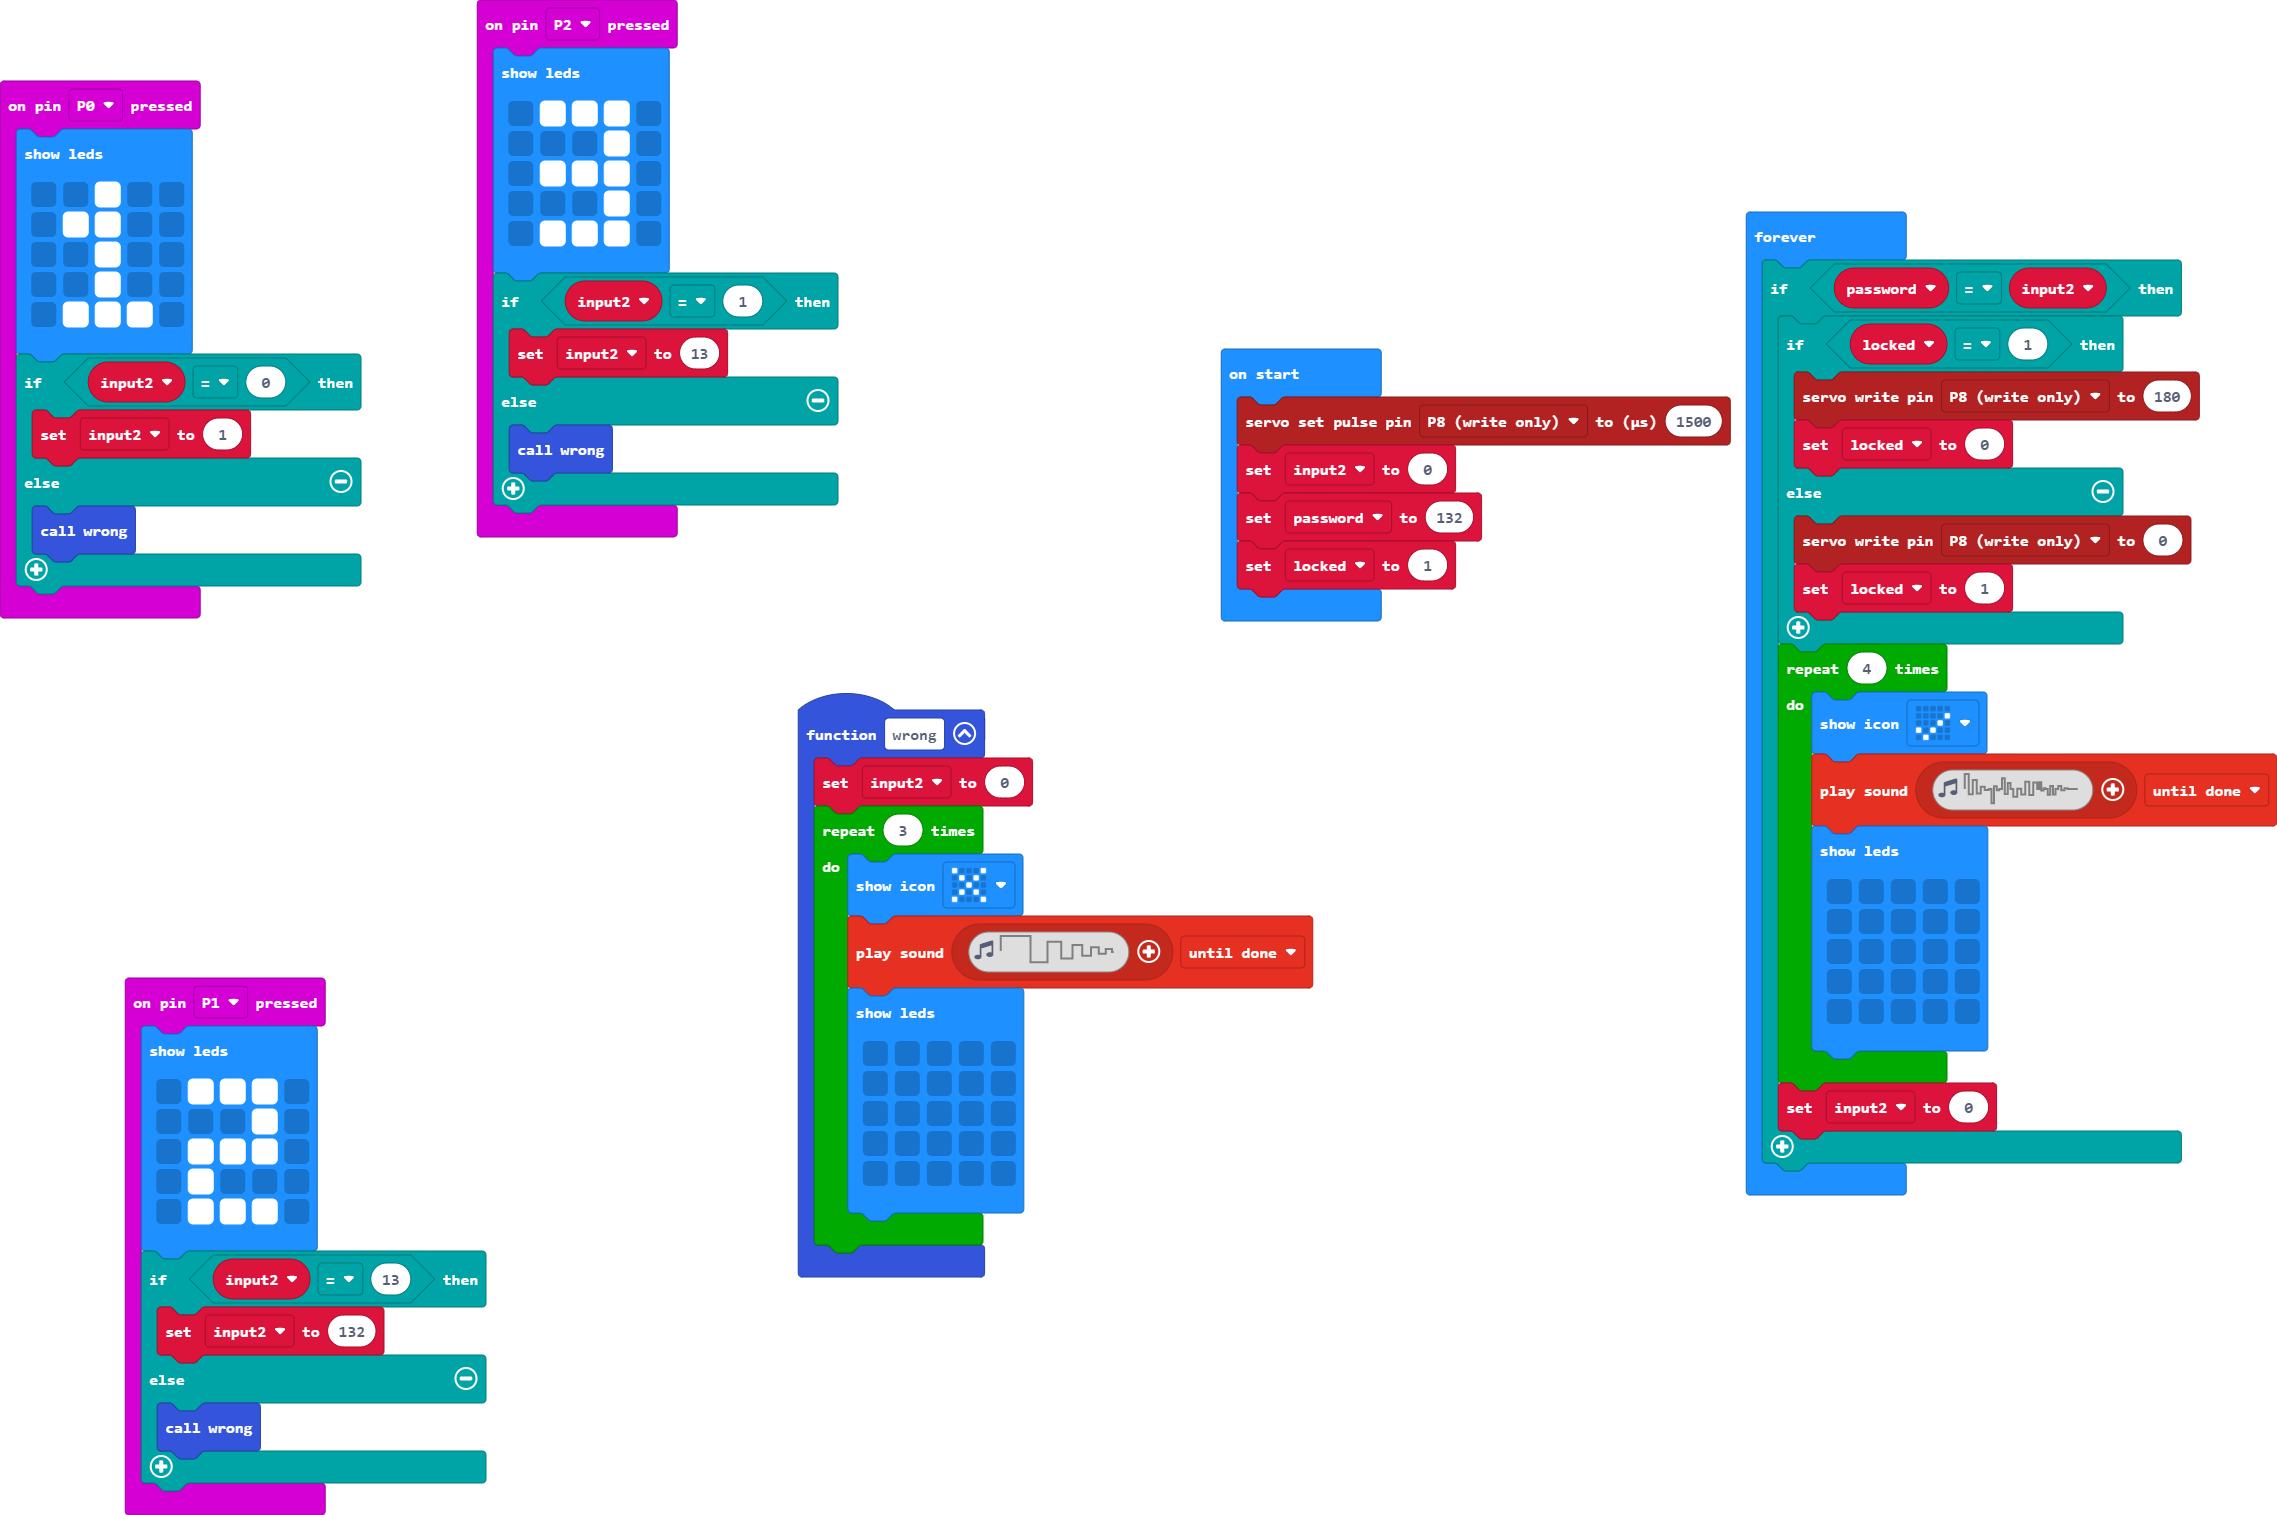 on pin P0 pressed
show leds
if input2 = 0 then
set input2 to 1
else
call wrong
on pin P2 pressed
show leds
if input2 = 1 then
set input2 to 13
else
call wrong
on pin P1 pressed
show leds
if input2 = 13 then
set input2 to 132
else
call wrong
function wrong
set input2 to 0
repeat 3 times
do
show icon
play sound until done
show leds
on start
servo set pulse pin P8 (write only) to (µs) 1500
set input2 to 0
set password to 132
set locked to 1
forever
if password = input2 then
if locked = 1 then
servo write pin P8 (write only) to 180
set locked to 0
else
servo write pin P8 (write only) to 0
set locked to 1
repeat 4 times
do
show icon
play sound until done
show leds
set input2 to 0